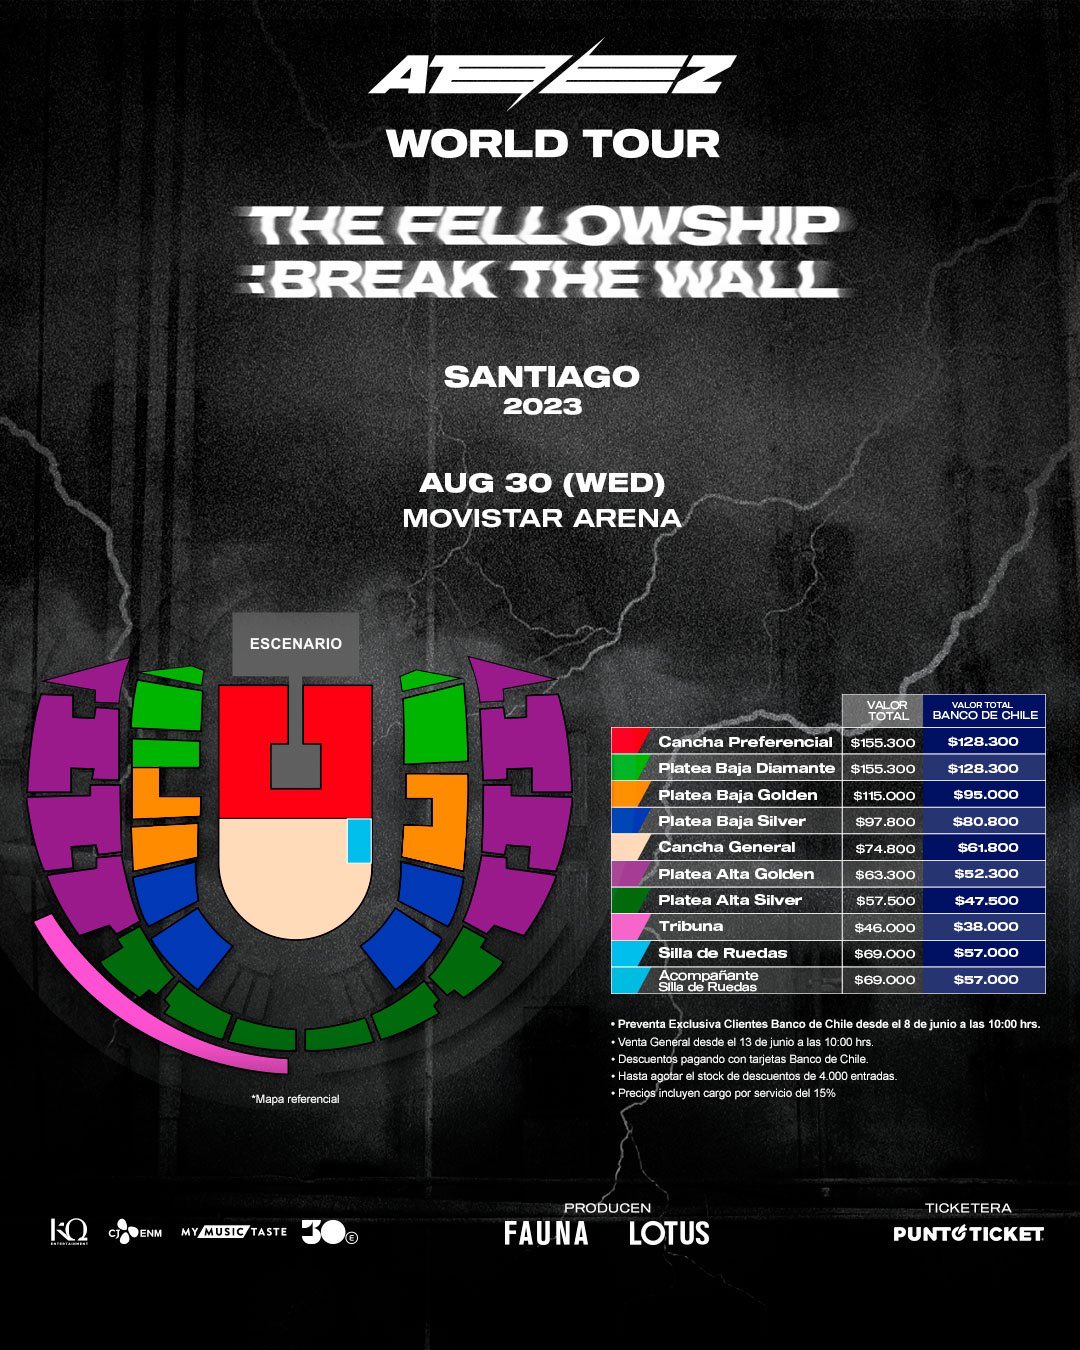 ATEEZ
WORLD TOUR
THE FELLOWSHIP
:BREAK THE WALL
SANTIAGO
2023
AUG 30 (WED)
MOVISTAR ARENA
ESCENARIO
*Mapa referencial
VALOR TOTAL
VALOR TOTAL BANCO DE CHILE
Cancha Preferencial $155.300 $128.300
Platea Baja Diamante $155.300 $128.300
Platea Baja Golden $115.000 $95.000
Platea Baja Silver $97.800 $80.800
Cancha General $74.800 $61.800
Platea Alta Golden $63.300 $52.300
Platea Alta Silver $57.500 $47.500
Tribuna $46.000 $38.000
Silla de Ruedas $69.000 $57.000
Acompañante Silla de Ruedas $69.000 $57.000
• Preventa Exclusiva Clientes Banco de Chile desde el 8 de junio a las 10:00 hrs.
• Venta General desde el 13 de junio a las 10:00 hrs.
• Descuentos pagando con tarjetas Banco de Chile.
• Hasta agotar el stock de descuentos de 4.000 entradas.
• Precios incluyen cargo por servicio del 15%
KQ
ENTERTAINMENT
CJ ENM
MY MUSIC TASTE
30E
PRODUCEN
FAUNA LOTUS
TICKETERA
PUNTOTICKET